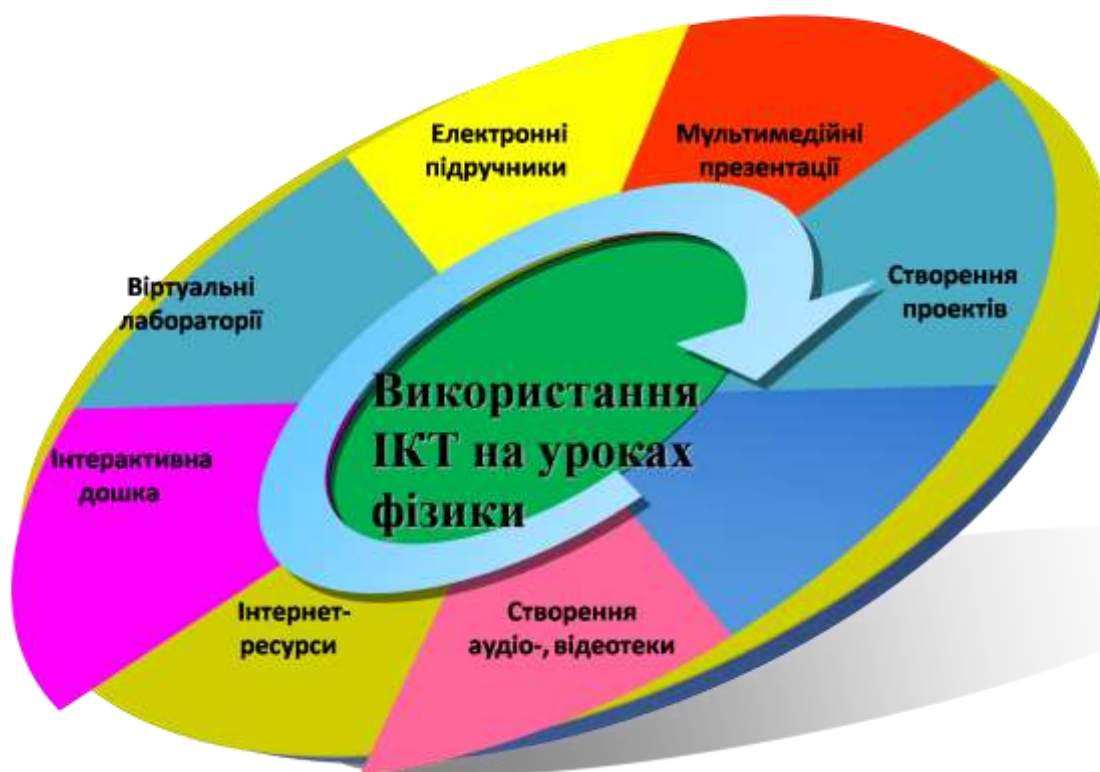 Електронні
підручники
Мультимедійні
презентації
Створення
проектів
Віртуальні
лабораторії
Використання
ІКТ на уроках
фізики
Інтерактивна
дошка
Інтернет-
ресурси
Створення
аудіо-, відеотеки